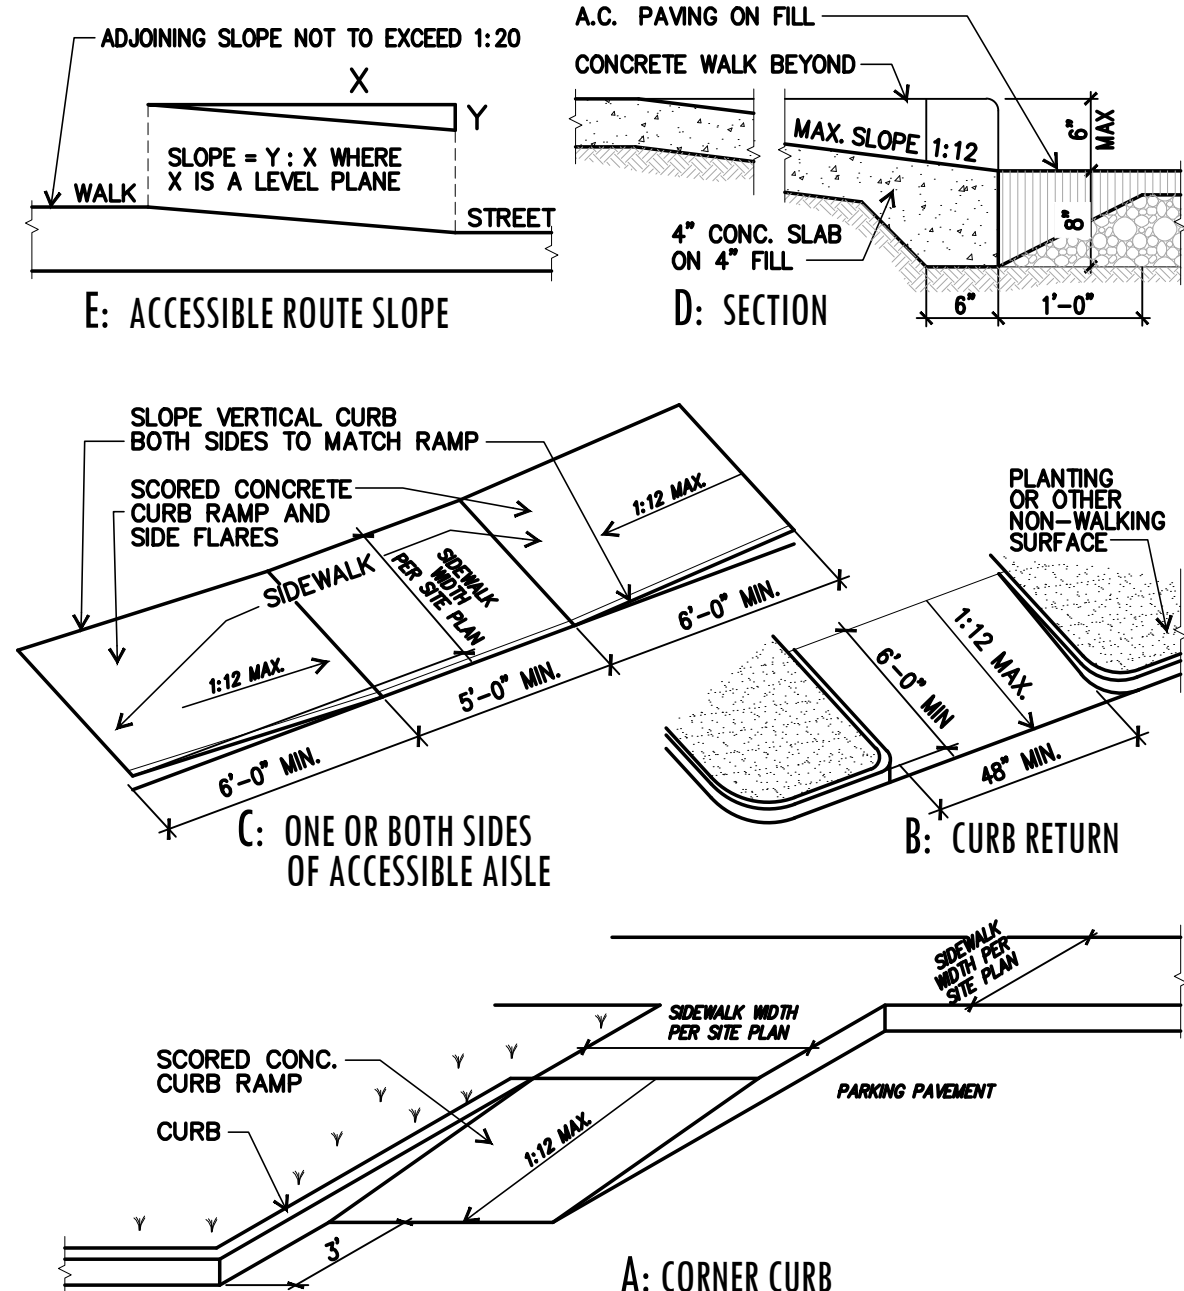 ADJOINING SLOPE NOT TO EXCEED 1:20
X
Y
SLOPE = Y : X WHERE
X IS A LEVEL PLANE
WALK
STREET
E: ACCESSIBLE ROUTE SLOPE
A.C. PAVING ON FILL
CONCRETE WALK BEYOND
MAX. SLOPE 1:12
6" MAX
8"
4" CONC. SLAB
ON 4" FILL
6"
1'-0"
D: SECTION
SLOPE VERTICAL CURB
BOTH SIDES TO MATCH RAMP
SCORED CONCRETE
CURB RAMP AND
SIDE FLARES
SIDEWALK
1:12 MAX.
SIDEWALK
WIDTH
PER SITE PLAN
1:12 MAX.
6'-0" MIN.
5'-0" MIN.
6'-0" MIN.
C: ONE OR BOTH SIDES
OF ACCESSIBLE AISLE
PLANTING
OR OTHER
NON-WALKING
SURFACE
1:12 MAX.
6'-0" MIN
48" MIN.
B: CURB RETURN
SIDEWALK
WIDTH PER
SITE PLAN
SIDEWALK WIDTH
PER SITE PLAN
SCORED CONC.
CURB RAMP
CURB
1:12 MAX.
PARKING PAVEMENT
3'
A: CORNER CURB